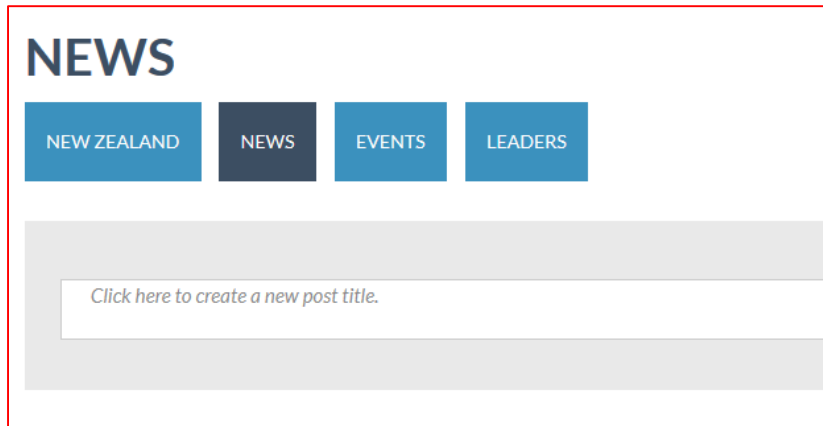 NEWS
NEW ZEALAND NEWS EVENTS LEADERS
Click here to create a new post title.